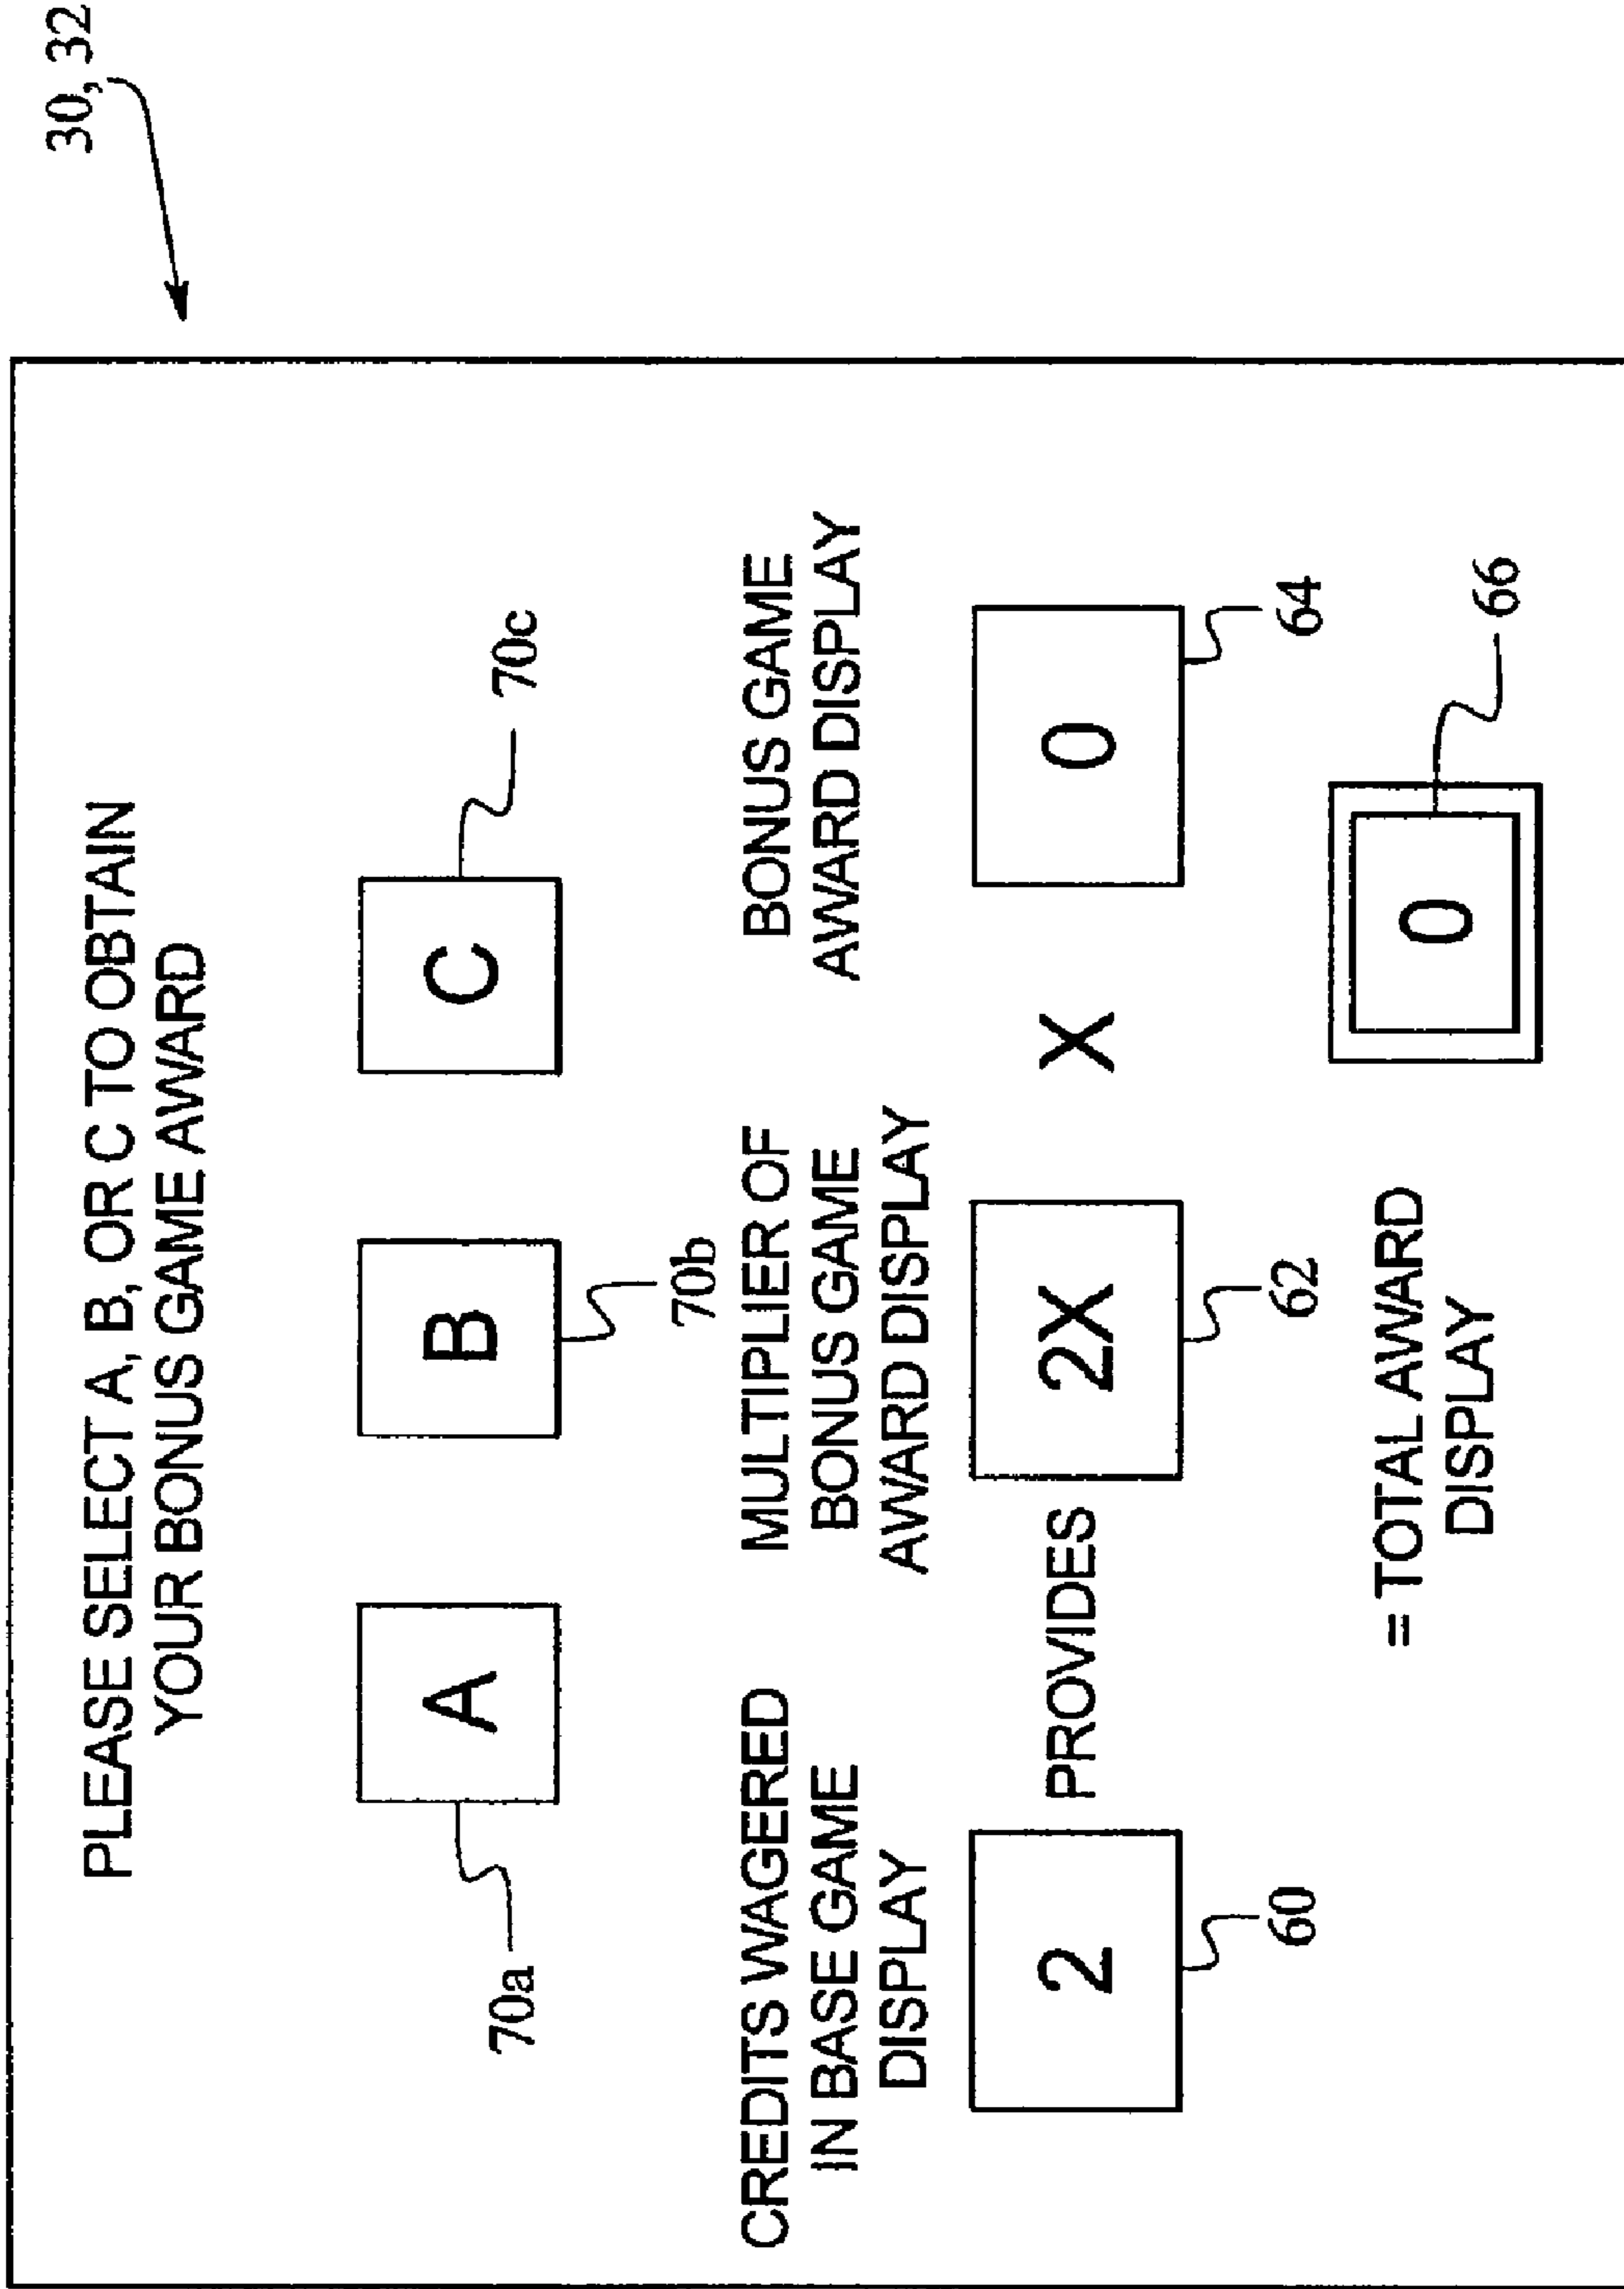 30, 32
PLEASE SELECT A, B, OR C TO OBTAIN
YOUR BONUS GAME AWARD
A
B
C
70a
70b
70c
CREDITS WAGERED
IN BASE GAME
DISPLAY
MULTIPLIER OF
BONUS GAME
AWARD DISPLAY
BONUS GAME
AWARD DISPLAY
2
PROVIDES
2X
X
0
60
62
64
= TOTAL AWARD
DISPLAY
0
66